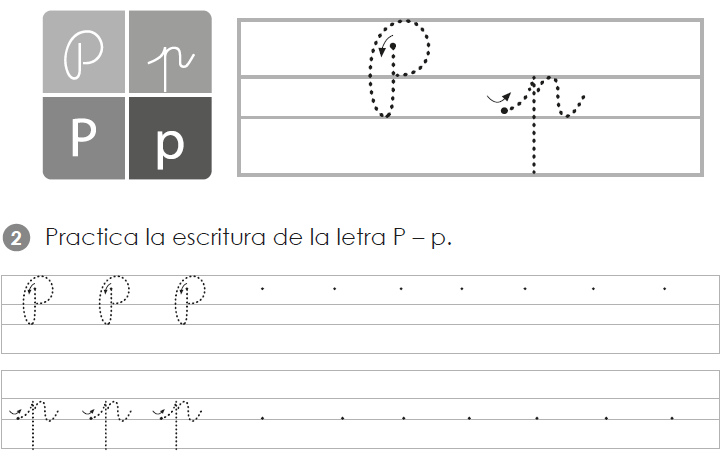 P p
P p
P p
2 Practica la escritura de la letra P – p.
P P P
p p p